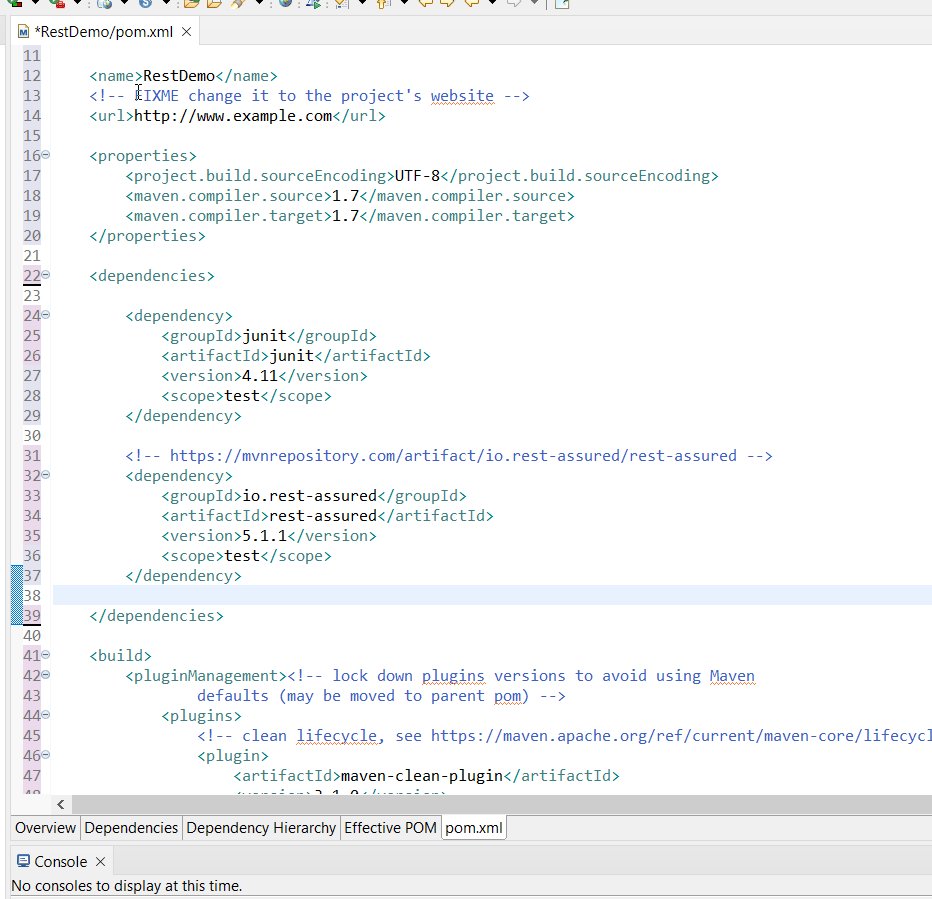 *RestDemo/pom.xml
11
12 <name>RestDemo</name>
13 <!-- FIXME change it to the project's website -->
14 <url>http://www.example.com</url>
15
16 <properties>
17 <project.build.sourceEncoding>UTF-8</project.build.sourceEncoding>
18 <maven.compiler.source>1.7</maven.compiler.source>
19 <maven.compiler.target>1.7</maven.compiler.target>
20 </properties>
21
22 <dependencies>
23
24 <dependency>
25 <groupId>junit</groupId>
26 <artifactId>junit</artifactId>
27 <version>4.11</version>
28 <scope>test</scope>
29 </dependency>
30
31 <!-- https://mvnrepository.com/artifact/io.rest-assured/rest-assured -->
32 <dependency>
33 <groupId>io.rest-assured</groupId>
34 <artifactId>rest-assured</artifactId>
35 <version>5.1.1</version>
36 <scope>test</scope>
37 </dependency>
38
39 </dependencies>
40
41 <build>
42 <pluginManagement><!-- lock down plugins versions to avoid using Maven
43 defaults (may be moved to parent pom) -->
44 <plugins>
45 <!-- clean lifecycle, see https://maven.apache.org/ref/current/maven-core/lifecycl
46 <plugin>
47 <artifactId>maven-clean-plugin</artifactId>
Overview Dependencies Dependency Hierarchy Effective POM pom.xml
Console
No consoles to display at this time.